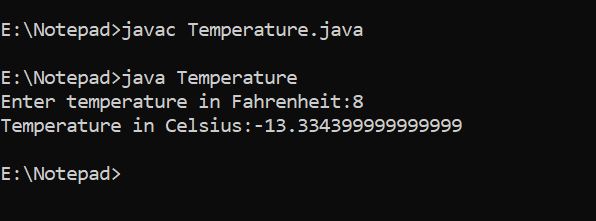 E:\Notepad>javac Temperature.java
E:\Notepad>java Temperature
Enter temperature in Fahrenheit:8
Temperature in Celsius:-13.334399999999999
E:\Notepad>